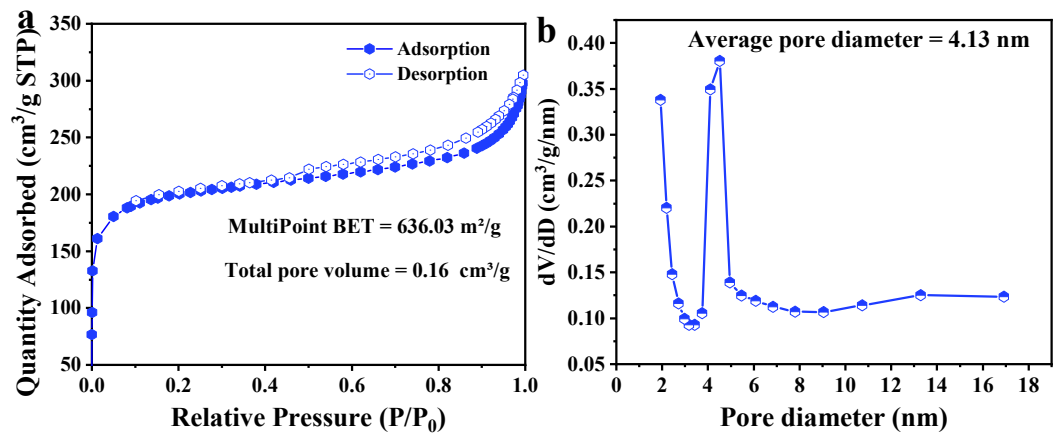 a
Quantity Adsorbed (cm³/g STP)
350
300
250
200
150
100
50
Adsorption
Desorption
MultiPoint BET = 636.03 m²/g
Total pore volume = 0.16 cm³/g
0.0 0.2 0.4 0.6 0.8 1.0
Relative Pressure (P/P₀)
b
dV/dD (cm³/g/nm)
0.40
0.35
0.30
0.25
0.20
0.15
0.10
0.05
Average pore diameter = 4.13 nm
0 2 4 6 8 10 12 14 16 18
Pore diameter (nm)